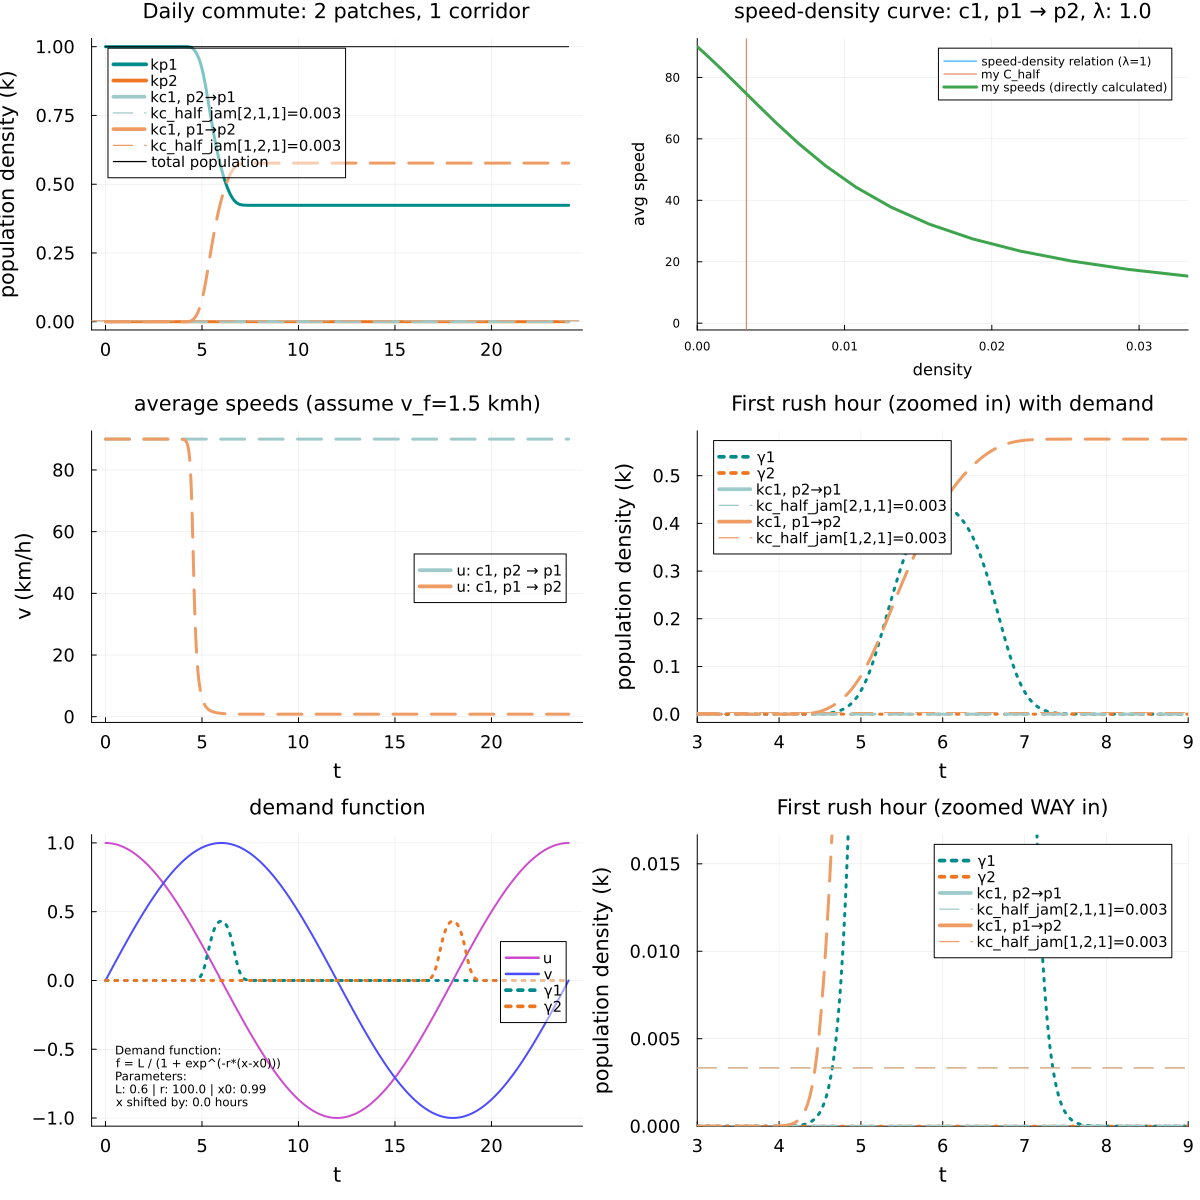 Daily commute: 2 patches, 1 corridor
population density (k)
1.00
0.75
0.50
0.25
0.00
kp1
kp2
kc1, p2→p1
kc_half_jam[2,1,1]=0.003
kc1, p1→p2
kc_half_jam[1,2,1]=0.003
total population
0
5
10
15
20
speed-density curve: c1, p1 → p2, λ: 1.0
avg speed
80
60
40
20
0
speed-density relation (λ=1)
my C_half
my speeds (directly calculated)
0.00
0.01
0.02
0.03
density
average speeds (assume v_f=1.5 kmh)
v (km/h)
80
60
40
20
0
u: c1, p2 → p1
u: c1, p1 → p2
0
5
10
15
20
t
First rush hour (zoomed in) with demand
population density (k)
0.5
0.4
0.3
0.2
0.1
0.0
γ1
γ2
kc1, p2→p1
kc_half_jam[2,1,1]=0.003
kc1, p1→p2
kc_half_jam[1,2,1]=0.003
3
4
5
6
7
8
9
t
demand function
1.0
0.5
0.0
−0.5
−1.0
u
v
γ1
γ2
Demand function:
f = L / (1 + exp^(-r*(x-x0)))
Parameters:
L: 0.6 | r: 100.0 | x0: 0.99
x shifted by: 0.0 hours
0
5
10
15
20
t
First rush hour (zoomed WAY in)
population density (k)
0.015
0.010
0.005
0.000
γ1
γ2
kc1, p2→p1
kc_half_jam[2,1,1]=0.003
kc1, p1→p2
kc_half_jam[1,2,1]=0.003
3
4
5
6
7
8
9
t